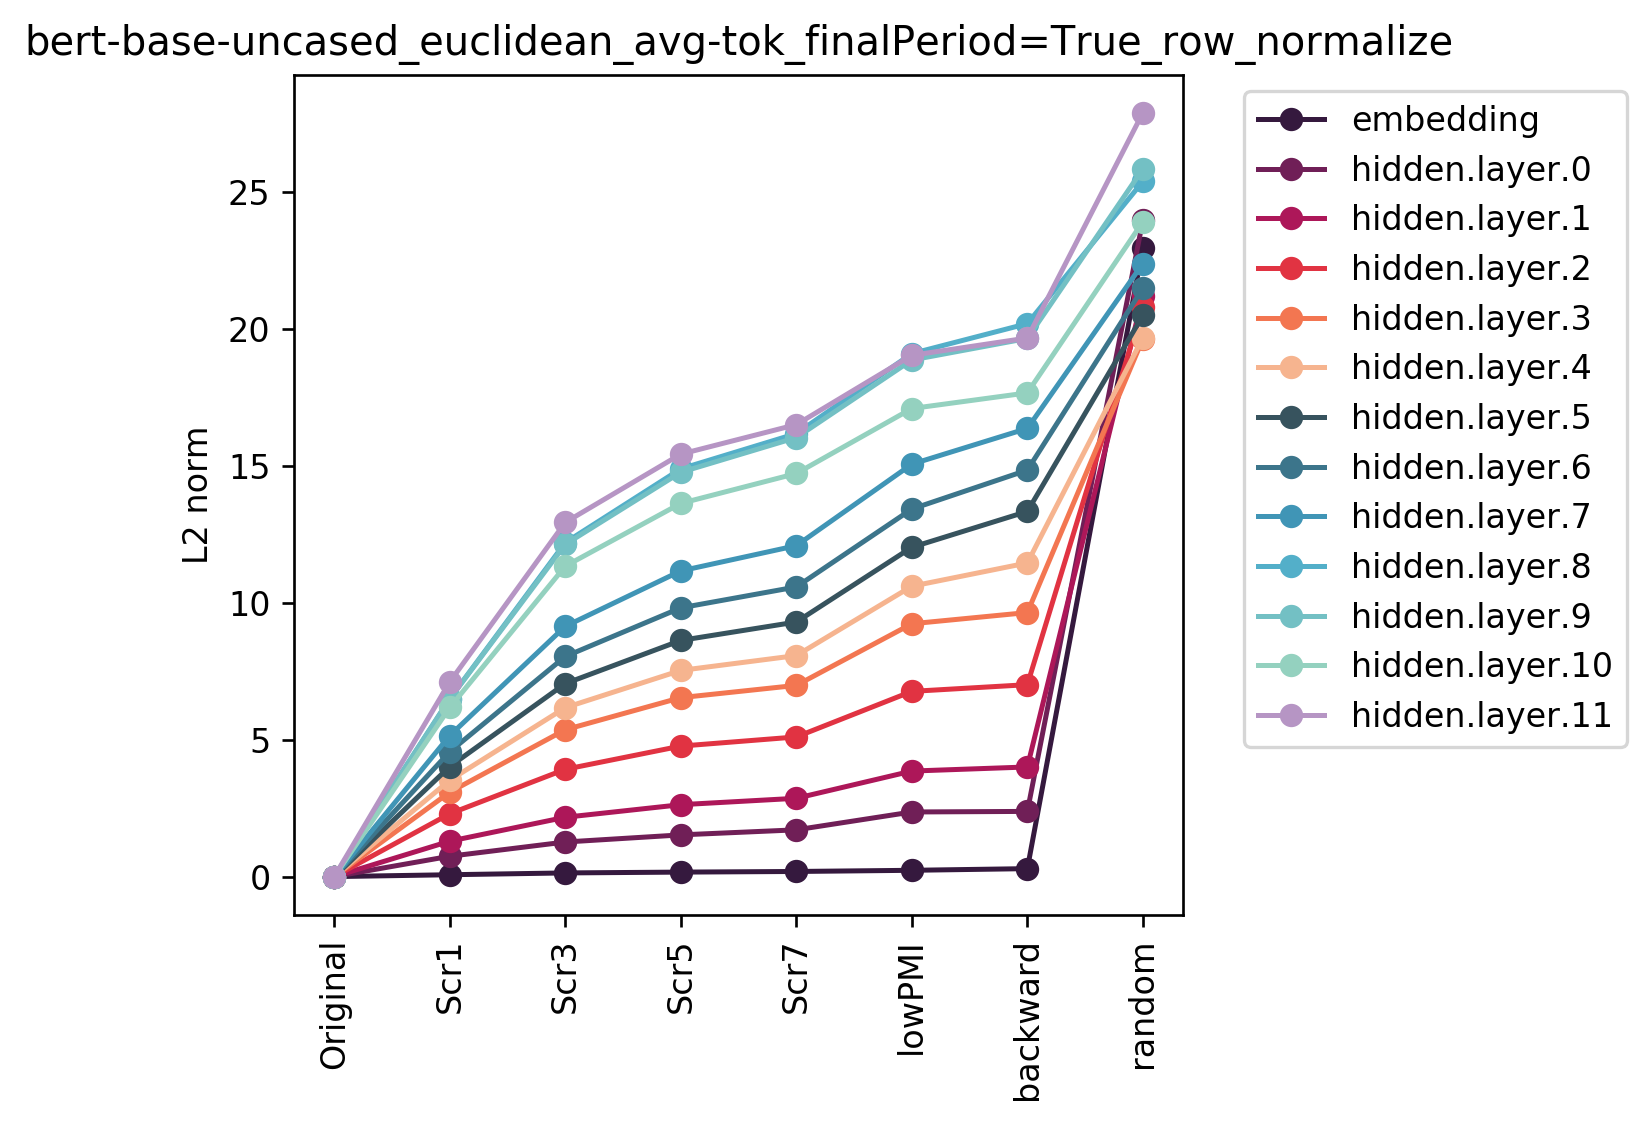 bert-base-uncased_euclidean_avg-tok_finalPeriod=True_row_normalize
L2 norm
25
20
15
10
5
0
Original
Scr1
Scr3
Scr5
Scr7
lowPMI
backward
random
embedding
hidden.layer.0
hidden.layer.1
hidden.layer.2
hidden.layer.3
hidden.layer.4
hidden.layer.5
hidden.layer.6
hidden.layer.7
hidden.layer.8
hidden.layer.9
hidden.layer.10
hidden.layer.11